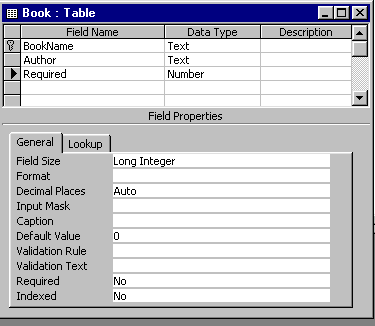 Book : Table
Field Name Data Type Description
BookName Text
Author Text
Required Number
Field Properties
General Lookup
Field Size Long Integer
Format
Decimal Places Auto
Input Mask
Caption
Default Value 0
Validation Rule
Validation Text
Required No
Indexed No